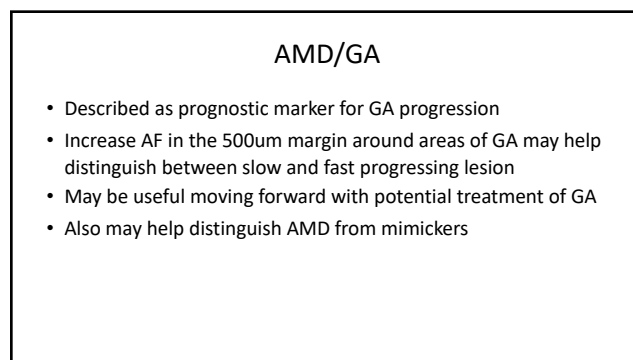 AMD/GA
• Described as prognostic marker for GA progression
• Increase AF in the 500um margin around areas of GA may help
distinguish between slow and fast progressing lesion
• May be useful moving forward with potential treatment of GA
• Also may help distinguish AMD from mimickers